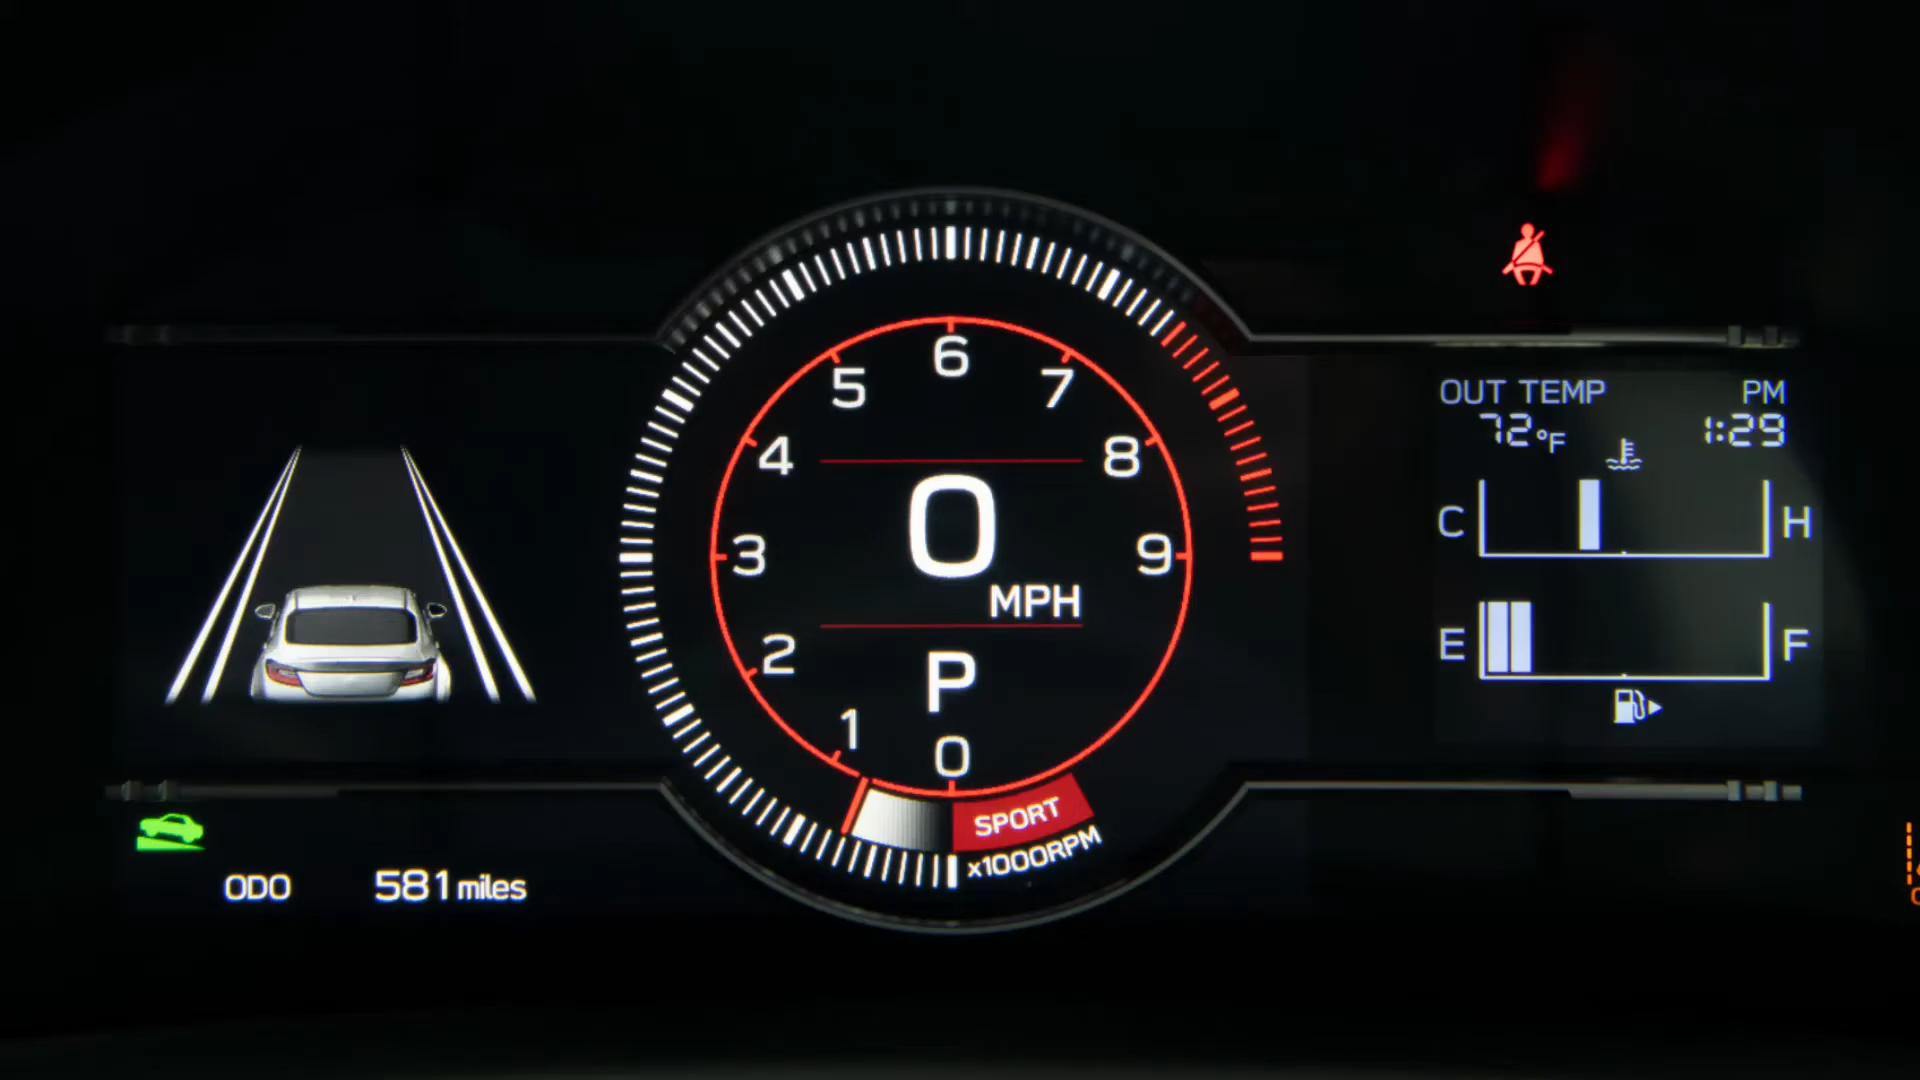 OUT TEMP PM
72°F 1:29
C H
E F
6
5 7
4 8
0
3 9
MPH
2
P
1
0
SPORT
x1000RPM
ODO 581 miles